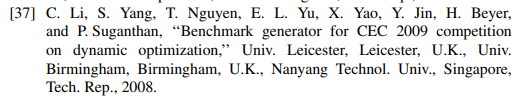 [37] C. Li, S. Yang, T. Nguyen, E. L. Yu, X. Yao, Y. Jin, H. Beyer,
and P. Suganthan, “Benchmark generator for CEC 2009 competition
on dynamic optimization,” Univ. Leicester, Leicester, U.K., Univ.
Birmingham, Birmingham, U.K., Nanyang Technol. Univ., Singapore,
Tech. Rep., 2008.